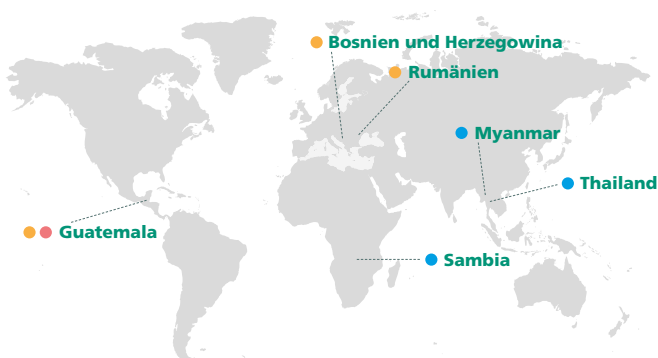 Bosnien und Herzegowina
Rumänien
Myanmar
Thailand
Guatemala
Sambia